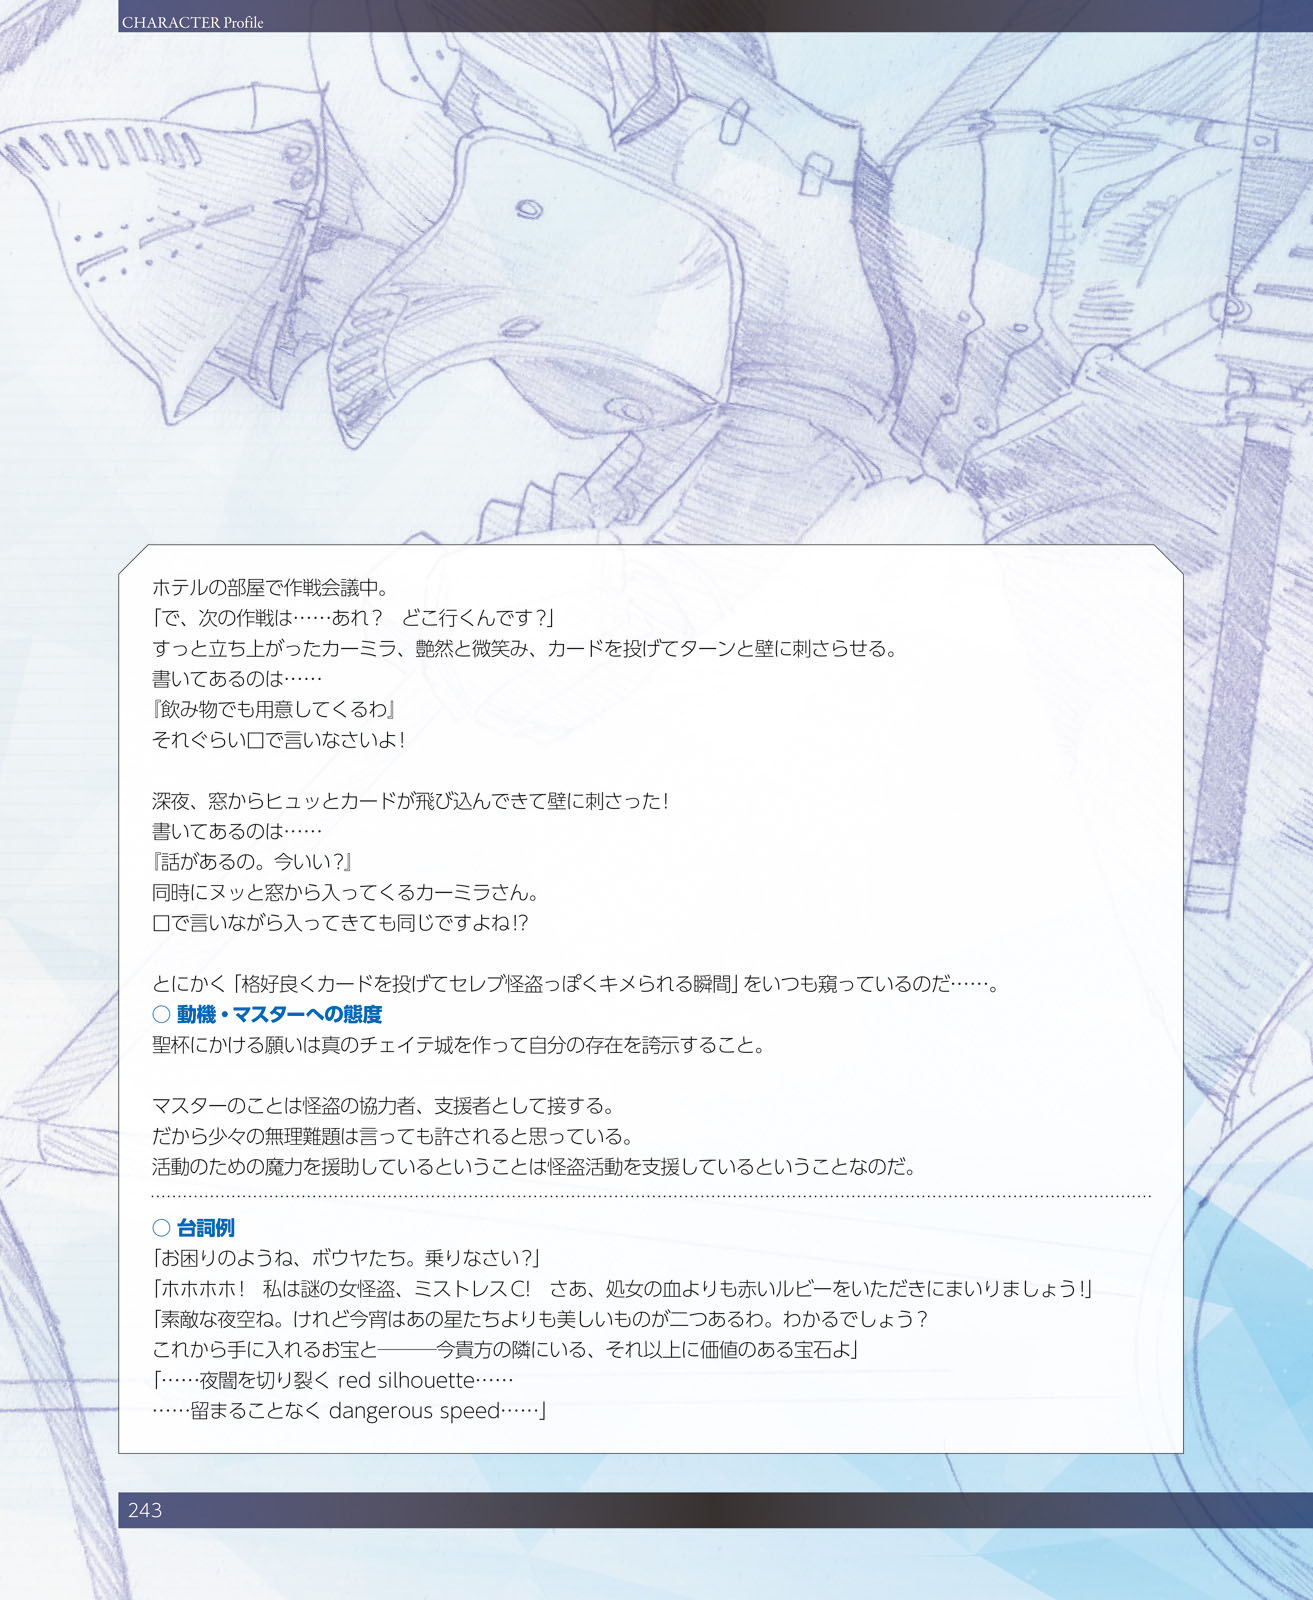 CHARACTER Profile
ホテルの部屋で作戦会議中。
「で、次の作戦は……あれ？　どこ行くんです？」
すっと立ち上がったカーミラ、艶然と微笑み、カードを投げてターンと壁に刺さらせる。
書いてあるのは……
『飲み物でも用意してくるわ』
それぐらい口で言いなさいよ！
深夜、窓からヒュッとカードが飛び込んできて壁に刺さった！
書いてあるのは……
『話があるの。今いい？』
同時にヌッと窓から入ってくるカーミラさん。
口で言いながら入ってきても同じですよね!?
とにかく「格好良くカードを投げてセレブ怪盗っぽくキメられる瞬間」をいつも窺っているのだ……。
○ 動機・マスターへの態度
聖杯にかける願いは真のチェイテ城を作って自分の存在を誇示すること。
マスターのことは怪盗の協力者、支援者として接する。
だから少々の無理難題は言っても許されると思っている。
活動のための魔力を援助しているということは怪盗活動を支援しているということなのだ。
○ 台詞例
「お困りのようね、ボウヤたち。乗りなさい？」
「ホホホホ！　私は謎の女怪盗、ミストレスC!　さあ、処女の血よりも赤いルビーをいただきにまいりましょう！」
「素敵な夜空ね。けれど今宵はあの星たちよりも美しいものが二つあるわ。わかるでしょう？
これから手に入れるお宝と―――今貴方の隣にいる、それ以上に価値のある宝石よ」
「……夜闇を切り裂く red silhouette……
……留まることなく dangerous speed……」
243